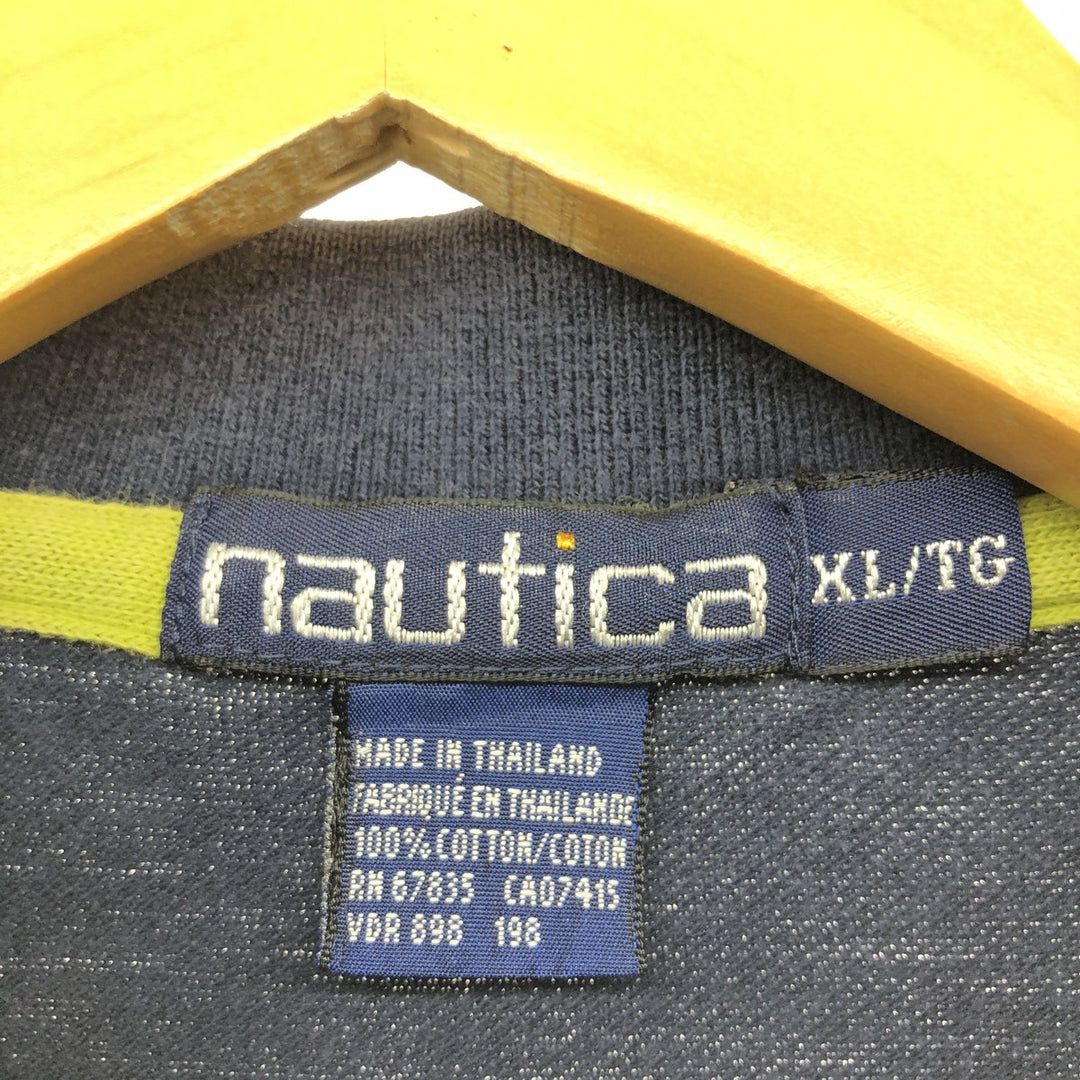 nautica XL/TG
MADE IN THAILAND
/FABRIQUÉ EN THAILANDE
100% COTTON/COTON
RN 67835 CA07415
VDR 898 198